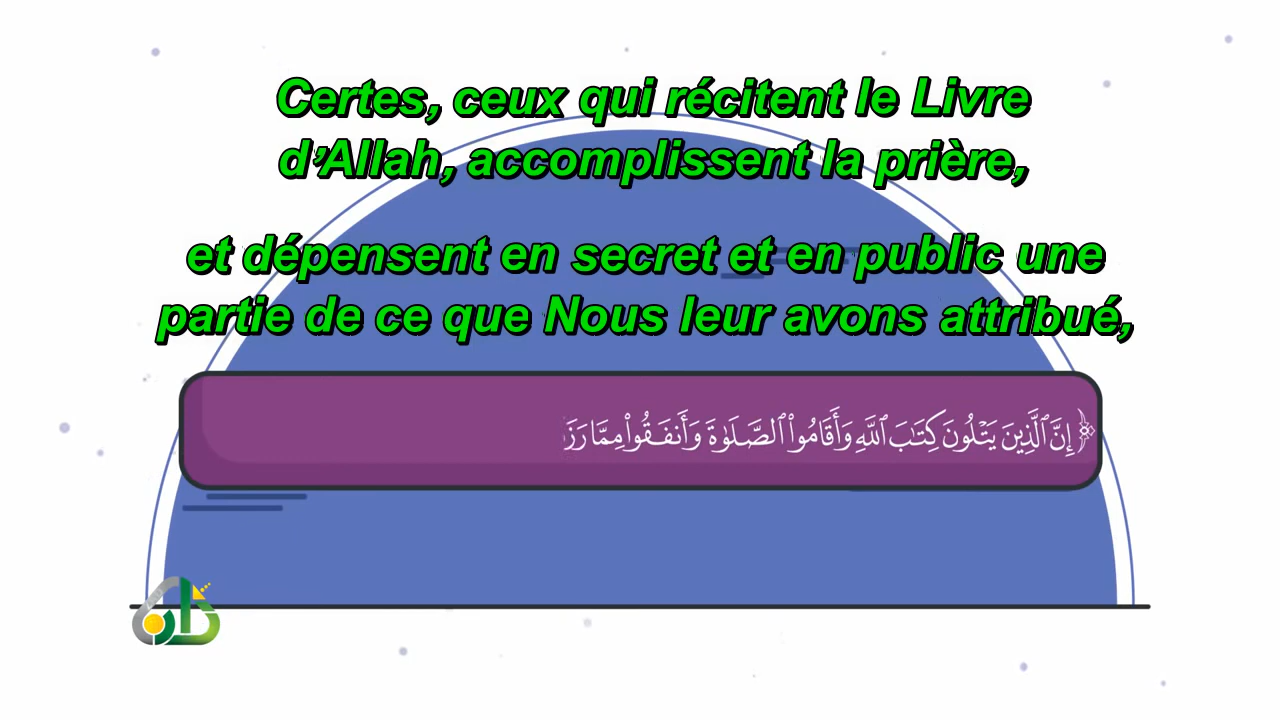 Certes, ceux qui récitent le Livre
d’Allah, accomplissent la prière,
et dépensent en secret et en public une
partie de ce que Nous leur avons attribué,
﴿إِنَّ ٱلَّذِينَ يَتْلُونَ كِتَـٰبَ ٱللَّهِ وَأَقَامُوا۟ ٱلصَّلَوٰةَ وَأَنفَقُوا۟ مِمَّا رَزَ